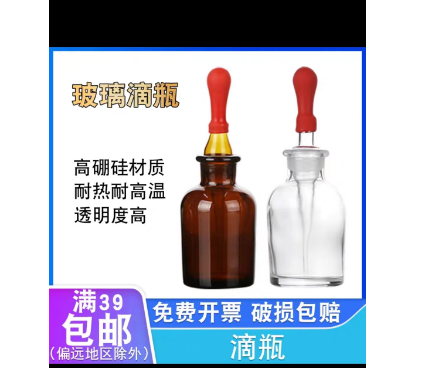 玻璃滴瓶
高硼硅材质
耐热耐高温
透明度高
满39
包邮
(偏远地区除外)
免费开票 破损包赔
滴瓶